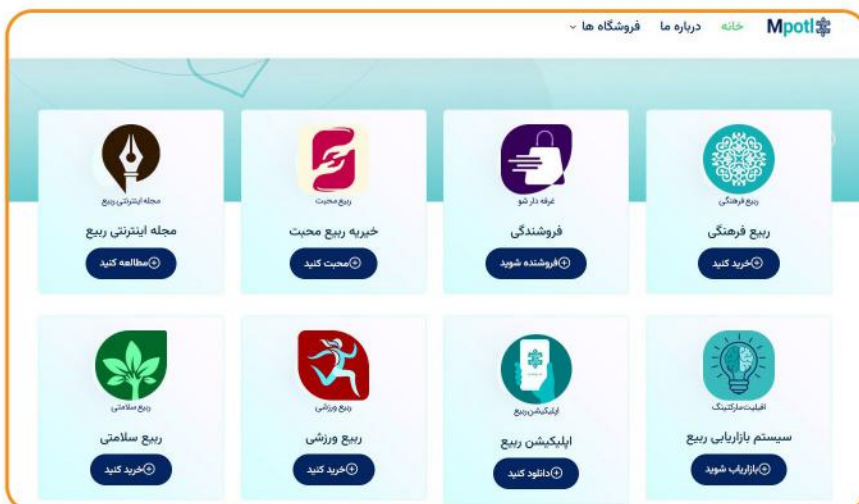 Mpotl
خانه
درباره ما
فروشگاه ها
ربیع فرهنگی
ربیع فرهنگی
خرید کنید
غرفه دار شو
فروشندگی
فروشنده شوید
ربیع محبت
خیریه ربیع محبت
محبت کنید
مجله اینترنتی ربیع
مجله اینترنتی ربیع
مطالعه کنید
افیلیت مارکتینگ
سیستم بازاریابی ربیع
بازاریاب شوید
اپلیکیشن ربیع
اپلیکیشن ربیع
دانلود کنید
ربیع ورزشی
ربیع ورزشی
خرید کنید
ربیع سلامتی
ربیع سلامتی
خرید کنید